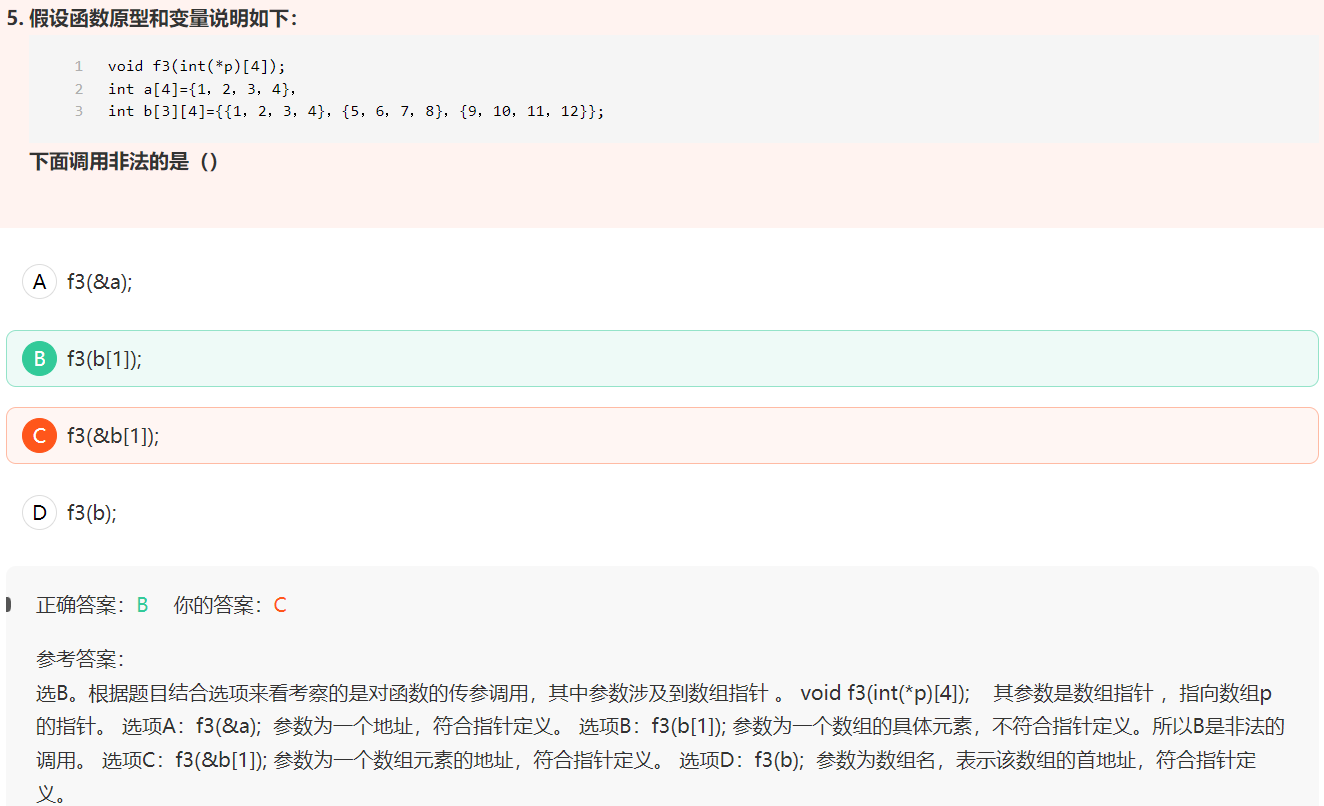 5. 假设函数原型和变量说明如下：
1 void f3(int(*p)[4]);
2 int a[4]={1, 2, 3, 4},
3 int b[3][4]={{1, 2, 3, 4}, {5, 6, 7, 8}, {9, 10, 11, 12}};
下面调用非法的是（）
A f3(&a);
B f3(b[1]);
C f3(&b[1]);
D f3(b);
正确答案：B 你的答案：C
参考答案：
选B。根据题目结合选项来看考察的是对函数的传参调用，其中参数涉及到数组指针 。 void f3(int(*p)[4]); 其参数是数组指针 ，指向数组p
的指针。 选项A：f3(&a); 参数为一个地址，符合指针定义。 选项B：f3(b[1]); 参数为一个数组的具体元素，不符合指针定义。所以B是非法的
调用。 选项C：f3(&b[1]); 参数为一个数组元素的地址，符合指针定义。 选项D：f3(b); 参数为数组名，表示该数组的首地址，符合指针定
义。